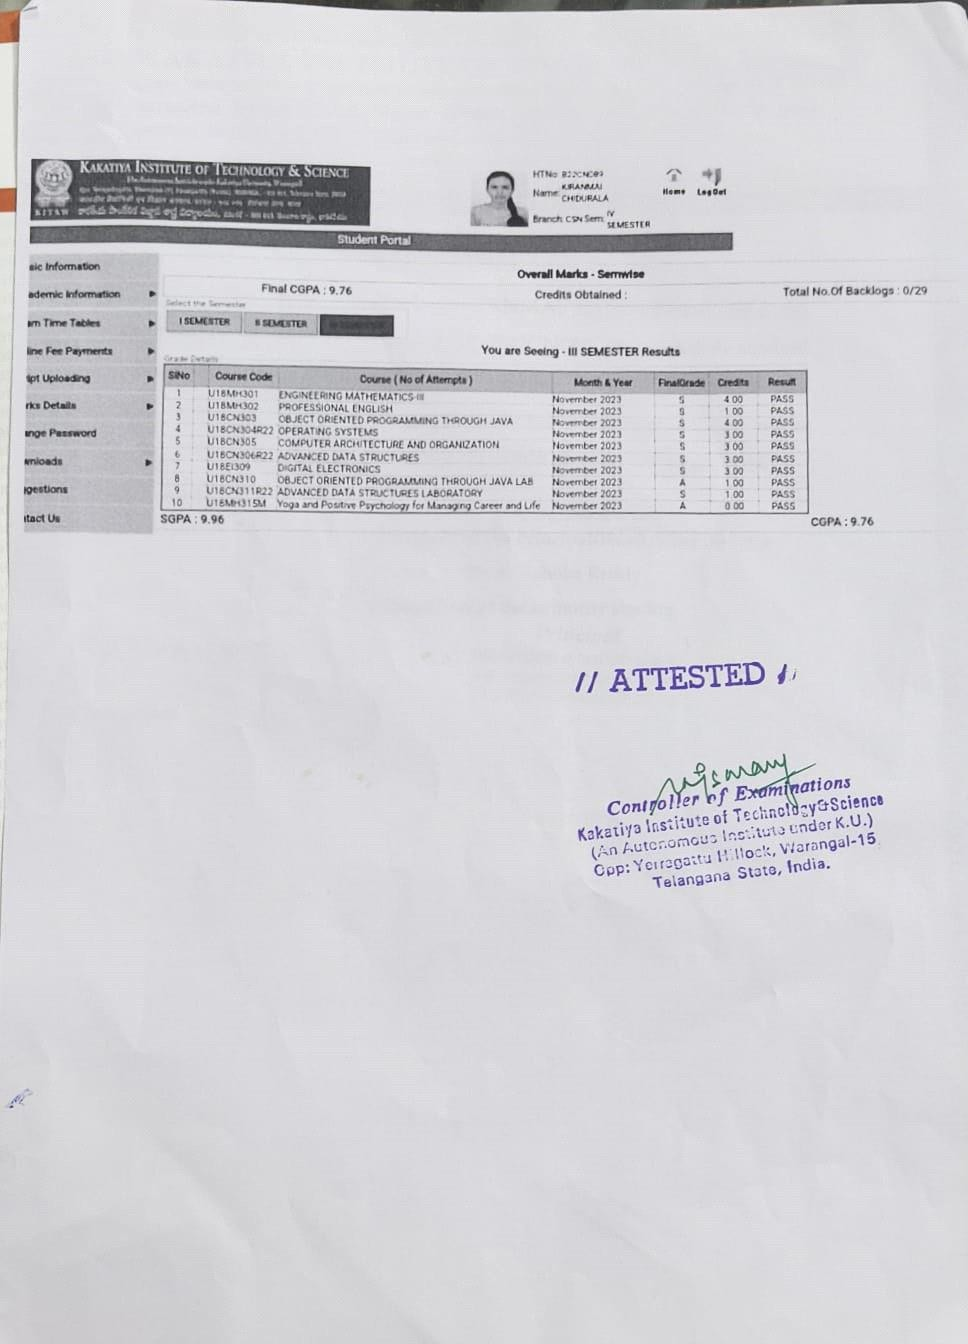 KAKATIYA INSTITUTE OF TECHNOLOGY & SCIENCE
KITSW
HTNo: B22CN089
Name: KIRANMAI CHIDURALA
Branch: CSN Sem: IV SEMESTER
Home LogOut
Student Portal
sic Information
ademic Information
am Time Tables
line Fee Payments
ipt Uploading
rks Details
ange Password
wnloads
ggestions
tact Us
Overall Marks - Semwise
Final CGPA : 9.76
Credits Obtained :
Total No.Of Backlogs : 0/29
Select the Semester
I SEMESTER II SEMESTER
You are Seeing - III SEMESTER Results
Grade Details
SlNo Course Code Course ( No of Attempts ) Month & Year FinalGrade Credits Result
1 U18MH301 ENGINEERING MATHEMATICS-III November 2023 S 4.00 PASS
2 U18MH302 PROFESSIONAL ENGLISH November 2023 S 1.00 PASS
3 U18CN303 OBJECT ORIENTED PROGRAMMING THROUGH JAVA November 2023 S 4.00 PASS
4 U18CN304R22 OPERATING SYSTEMS November 2023 S 3.00 PASS
5 U18CN305 COMPUTER ARCHITECTURE AND ORGANIZATION November 2023 S 3.00 PASS
6 U18CN306R22 ADVANCED DATA STRUCTURES November 2023 S 3.00 PASS
7 U18EI309 DIGITAL ELECTRONICS November 2023 S 3.00 PASS
8 U18CN310 OBJECT ORIENTED PROGRAMMING THROUGH JAVA LAB November 2023 A 1.00 PASS
9 U18CN311R22 ADVANCED DATA STRUCTURES LABORATORY November 2023 S 1.00 PASS
10 U18MH315M Yoga and Positive Psychology for Managing Career and Life November 2023 A 0.00 PASS
SGPA : 9.96
CGPA : 9.76
// ATTESTED //
Controller of Examinations
Kakatiya Institute of Technology&Science
(An Autonomous Institute under K.U.)
Opp: Yerragattu Hillock, Warangal-15
Telangana State, India.